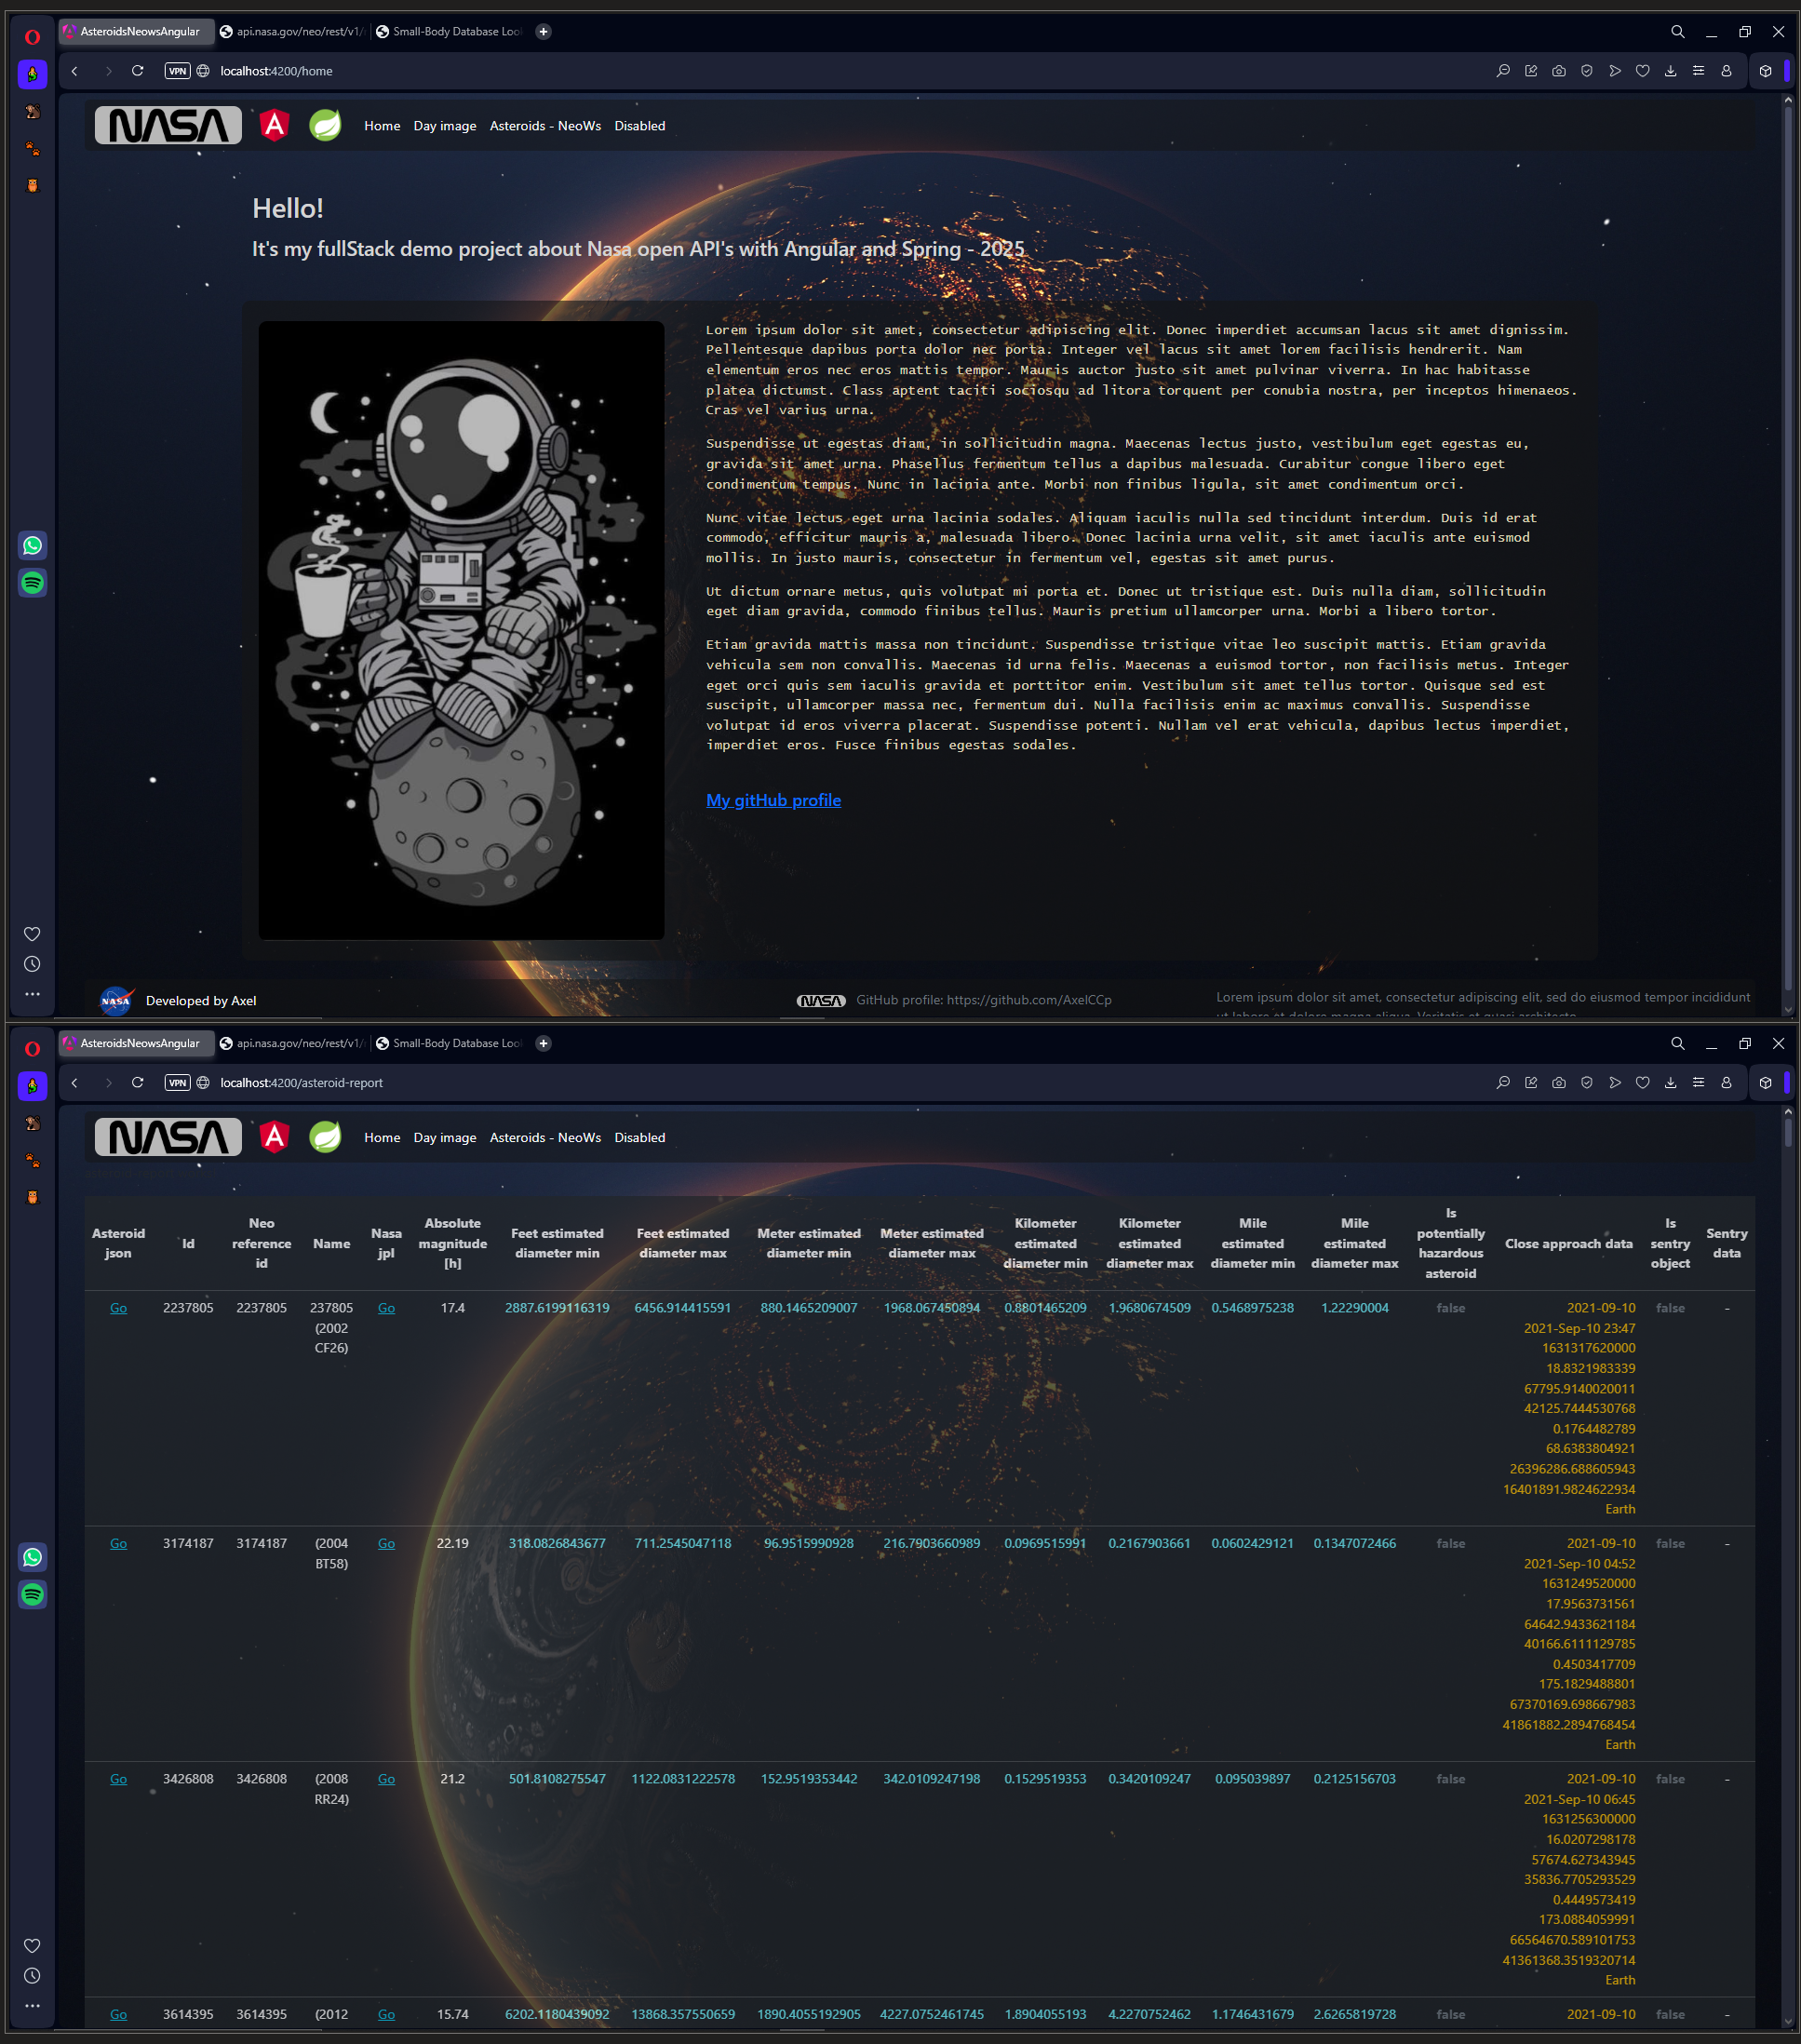 AsteroidsNeowsAngular
api.nasa.gov/neo/rest/v1/
Small-Body Database Loo
VPN
localhost:4200/home
NASA
Home
Day image
Asteroids - NeoWs
Disabled
Hello!
It's my fullStack demo project about Nasa open API's with Angular and Spring - 2025
Lorem ipsum dolor sit amet, consectetur adipiscing elit. Donec imperdiet accumsan lacus sit amet dignissim.
Pellentesque dapibus porta dolor nec porta. Integer vel lacus sit amet lorem facilisis hendrerit. Nam
elementum eros nec eros mattis tempor. Mauris auctor justo sit amet pulvinar viverra. In hac habitasse
platea dictumst. Class aptent taciti sociosqu ad litora torquent per conubia nostra, per inceptos himenaeos.
Cras vel varius urna.
Suspendisse ut egestas diam, in sollicitudin magna. Maecenas lectus justo, vestibulum eget egestas eu,
gravida sit amet urna. Phasellus fermentum tellus a dapibus malesuada. Curabitur congue libero eget
condimentum tempus. Nunc in lacinia ante. Morbi non finibus ligula, sit amet condimentum orci.
Nunc vitae lectus eget urna lacinia sodales. Aliquam iaculis nulla sed tincidunt interdum. Duis id erat
commodo, efficitur mauris a, malesuada libero. Donec lacinia urna velit, sit amet iaculis ante euismod
mollis. In justo mauris, consectetur in fermentum vel, egestas sit amet purus.
Ut dictum ornare metus, quis volutpat mi porta et. Donec ut tristique est. Duis nulla diam, sollicitudin
eget diam gravida, commodo finibus tellus. Mauris pretium ullamcorper urna. Morbi a libero tortor.
Etiam gravida mattis massa non tincidunt. Suspendisse tristique vitae leo suscipit mattis. Etiam gravida
vehicula sem non convallis. Maecenas id urna felis. Maecenas a euismod tortor, non facilisis metus. Integer
eget orci quis sem iaculis gravida et porttitor enim. Vestibulum sit amet tellus tortor. Quisque sed est
suscipit, ullamcorper massa nec, fermentum dui. Nulla facilisis enim ac maximus convallis. Suspendisse
volutpat id eros viverra placerat. Suspendisse potenti. Nullam vel erat vehicula, dapibus lectus imperdiet,
imperdiet eros. Fusce finibus egestas sodales.
My gitHub profile
NASA
Developed by Axel
NASA
GitHub profile: https://github.com/AxelCCp
Lorem ipsum dolor sit amet, consectetur adipiscing elit, sed do eiusmod tempor incididunt
ut labore et dolore magna aliqua. Veritatis et quasi architecto
AsteroidsNeowsAngular
api.nasa.gov/neo/rest/v1/
Small-Body Database Loo
VPN
localhost:4200/asteroid-report
NASA
Home
Day image
Asteroids - NeoWs
Disabled
Asteroid json
Id
Neo reference id
Name
Nasa jpl
Absolute magnitude [h]
Feet estimated diameter min
Feet estimated diameter max
Meter estimated diameter min
Meter estimated diameter max
Kilometer estimated diameter min
Kilometer estimated diameter max
Mile estimated diameter min
Mile estimated diameter max
Is potentially hazardous asteroid
Close approach data
Is sentry object
Sentry data
Go 2237805 2237805 237805 Go 17.4 2887.6199116319 6456.914415591 880.1465209007 1968.067450894 0.8801465209 1.9680674509 0.5468975238 1.22290004 false 2021-09-10 false -
(2002 2021-Sep-10 23:47
CF26) 1631317620000
18.8321983339
67795.9140020011
42125.7444530768
0.1764482789
68.6383804921
26396286.688605943
16401891.9824622934
Earth
Go 3174187 3174187 (2004 Go 22.19 318.0826843677 711.2545047118 96.9515990928 216.7903660989 0.0969515991 0.2167903661 0.0602429121 0.1347072466 false 2021-09-10 false -
BT58) 2021-Sep-10 04:52
1631249520000
17.9563731561
64642.9433621184
40166.6111129785
0.4503417709
175.1829488801
67370169.698667983
41861882.2894768454
Earth
Go 3426808 3426808 (2008 Go 21.2 501.8108275547 1122.0831222578 152.9519353442 342.0109247198 0.1529519353 0.3420109247 0.095039897 0.2125156703 false 2021-09-10 false -
RR24) 2021-Sep-10 06:45
1631256300000
16.0207298178
57674.627343945
35836.7705293529
0.4449573419
173.0884059991
66564670.589101753
41361368.3519320714
Earth
Go 3614395 3614395 (2012 Go 15.74 6202.1180439092 13868.357550659 1890.4055192905 4227.0752461745 1.8904055193 4.2270752462 1.1746431679 2.6265819728 false 2021-09-10 false -